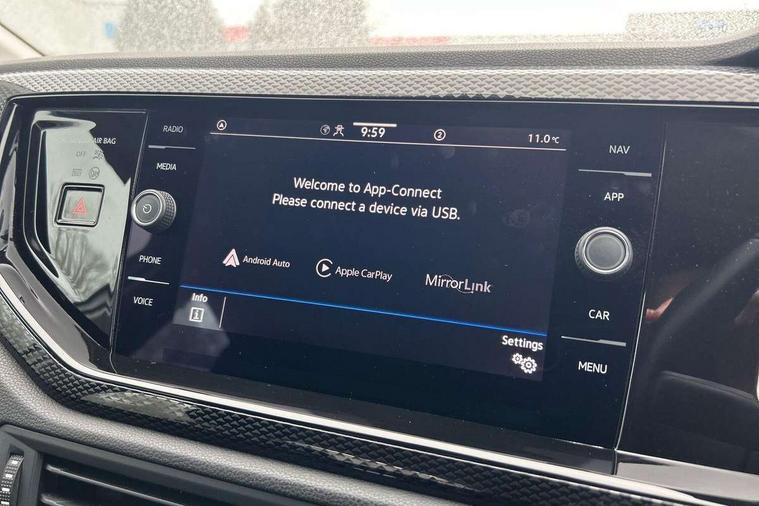 AIR BAG
OFF
RADIO
MEDIA
PHONE
VOICE
A
9:59
2
11.0°C
Welcome to App-Connect
Please connect a device via USB.
Android Auto
Apple CarPlay
MirrorLink
Info
i
Settings
NAV
APP
CAR
MENU